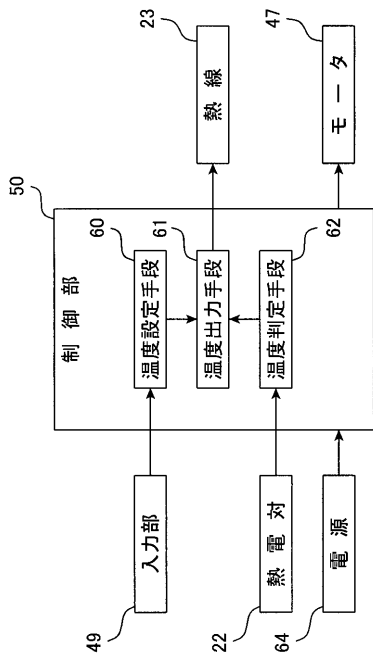 50
制御部
49
入力部
60
温度設定手段
23
熱線
61
温度出力手段
22
熱電対
62
温度判定手段
47
モータ
64
電源